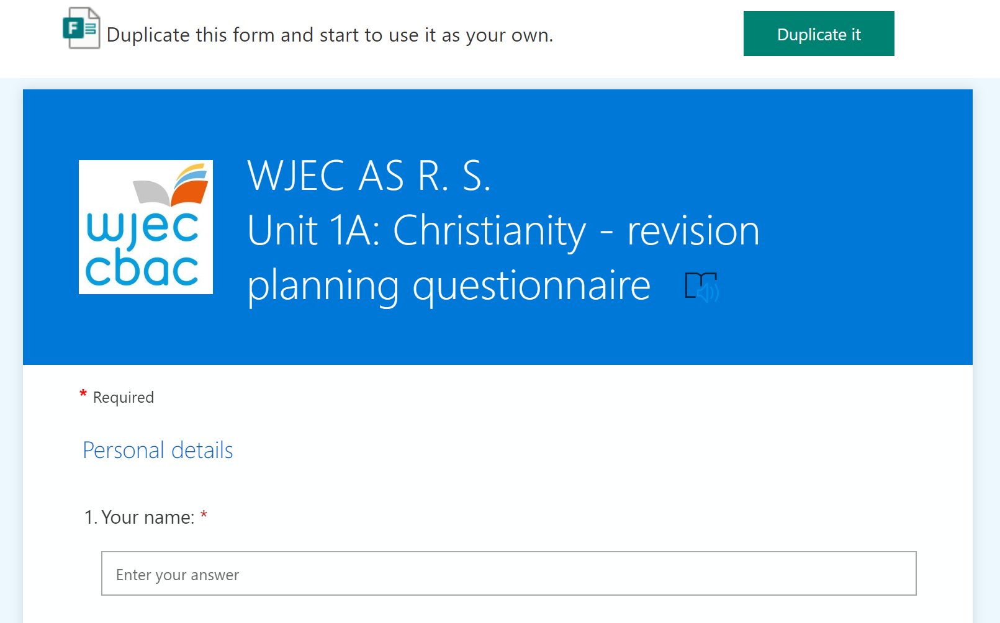 F
Duplicate this form and start to use it as your own.
Duplicate it
wjec
cbac
WJEC AS R. S.
Unit 1A: Christianity - revision
planning questionnaire
* Required
Personal details
1. Your name: *
Enter your answer